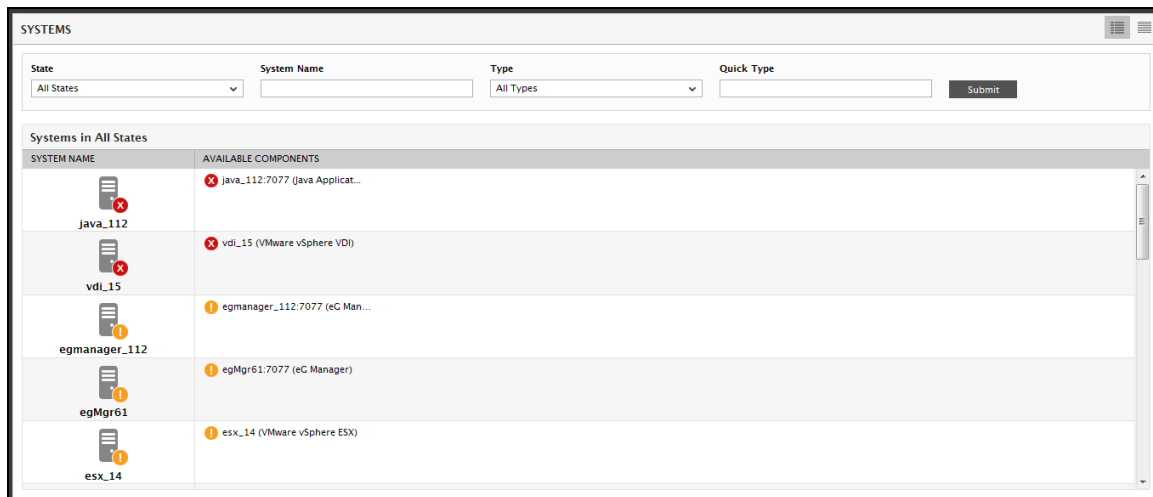 SYSTEMS
State System Name Type Quick Type
All States All Types Submit
Systems in All States
SYSTEM NAME AVAILABLE COMPONENTS
java_112:7077 (Java Applicat...
java_112
vdi_15 (VMware vSphere VDI)
vdi_15
egmanager_112:7077 (eG Man...
egmanager_112
egMgr61:7077 (eG Manager)
egMgr61
esx_14 (VMware vSphere ESX)
esx_14